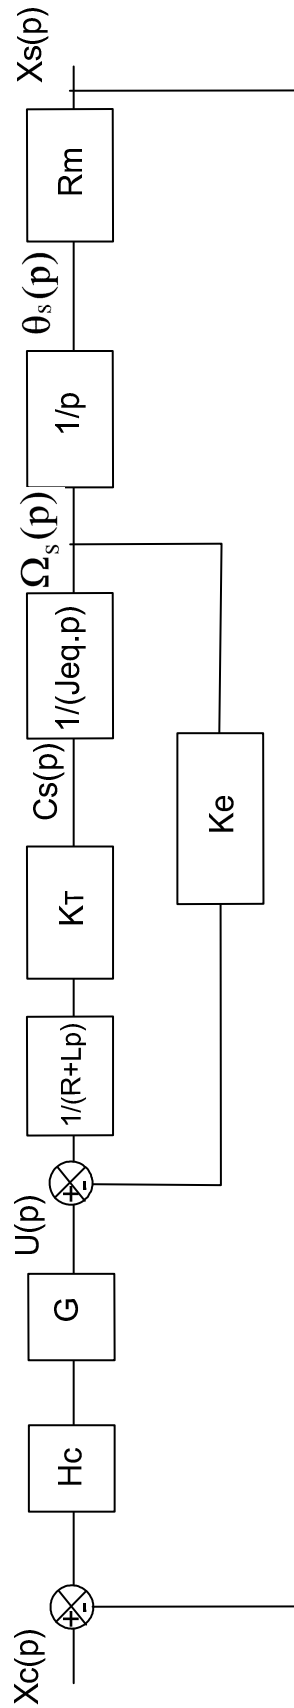 Xc(p)
+
-
Hc
G
U(p)
+
-
1/(R+Lp)
KT
Cs(p)
1/(Jeq.p)
Ωs(p)
1/p
θs(p)
Rm
Xs(p)
Ke